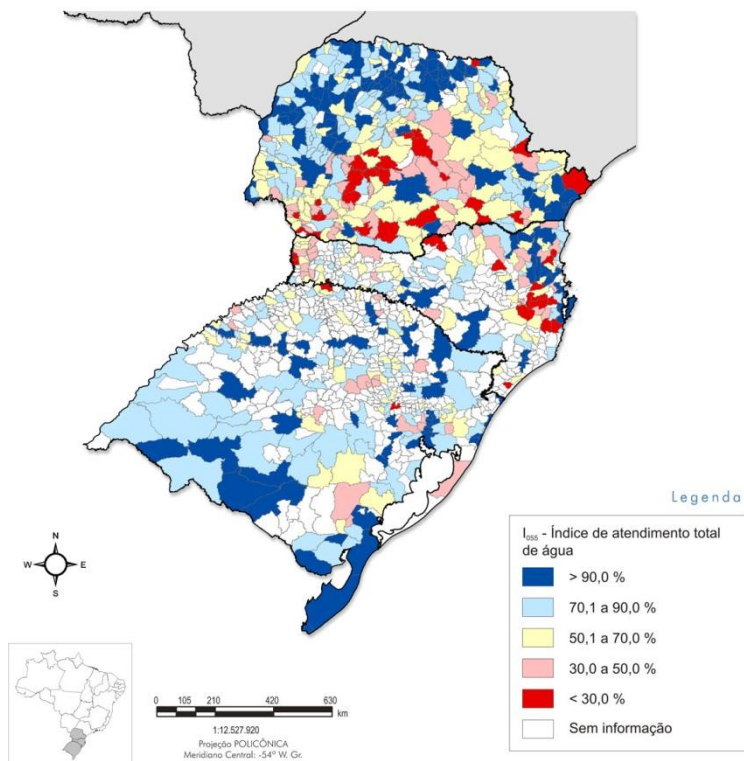 Legenda
I₀₅₅ - Índice de atendimento total
de água
> 90,0 %
70,1 a 90,0 %
50,1 a 70,0 %
30,0 a 50,0 %
< 30,0 %
Sem informação
N
W E
S
0 105 210 420 630
km
1:12.527.920
Projeção POLICÔNICA
Meridiano Central: -54º W. Gr.